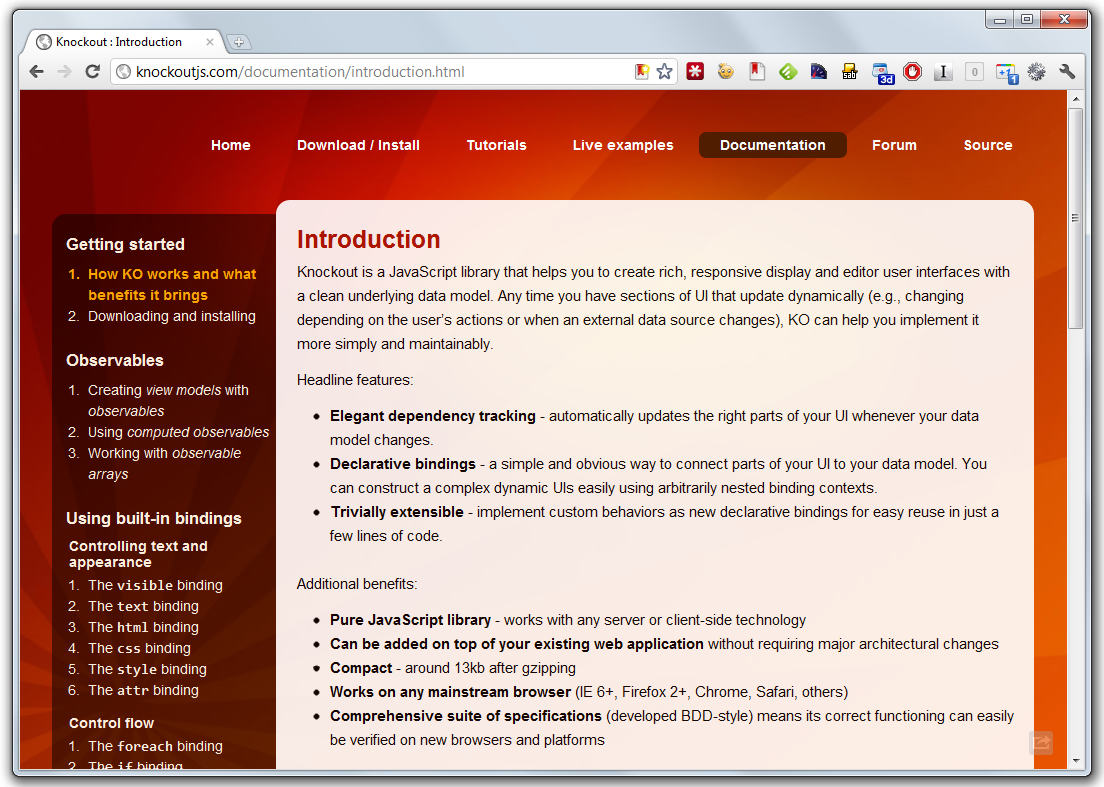 Knockout : Introduction
knockoutjs.com/documentation/introduction.html
3d
I
0
+1
1
Home Download / Install Tutorials Live examples Documentation Forum Source
Getting started
1. How KO works and what
benefits it brings
2. Downloading and installing
Observables
1. Creating view models with
observables
2. Using computed observables
3. Working with observable
arrays
Using built-in bindings
Controlling text and
appearance
1. The visible binding
2. The text binding
3. The html binding
4. The css binding
5. The style binding
6. The attr binding
Control flow
1. The foreach binding
2. The if binding
Introduction
Knockout is a JavaScript library that helps you to create rich, responsive display and editor user interfaces with
a clean underlying data model. Any time you have sections of UI that update dynamically (e.g., changing
depending on the user’s actions or when an external data source changes), KO can help you implement it
more simply and maintainably.
Headline features:
• Elegant dependency tracking - automatically updates the right parts of your UI whenever your data
model changes.
• Declarative bindings - a simple and obvious way to connect parts of your UI to your data model. You
can construct a complex dynamic UIs easily using arbitrarily nested binding contexts.
• Trivially extensible - implement custom behaviors as new declarative bindings for easy reuse in just a
few lines of code.
Additional benefits:
• Pure JavaScript library - works with any server or client-side technology
• Can be added on top of your existing web application without requiring major architectural changes
• Compact - around 13kb after gzipping
• Works on any mainstream browser (IE 6+, Firefox 2+, Chrome, Safari, others)
• Comprehensive suite of specifications (developed BDD-style) means its correct functioning can easily
be verified on new browsers and platforms